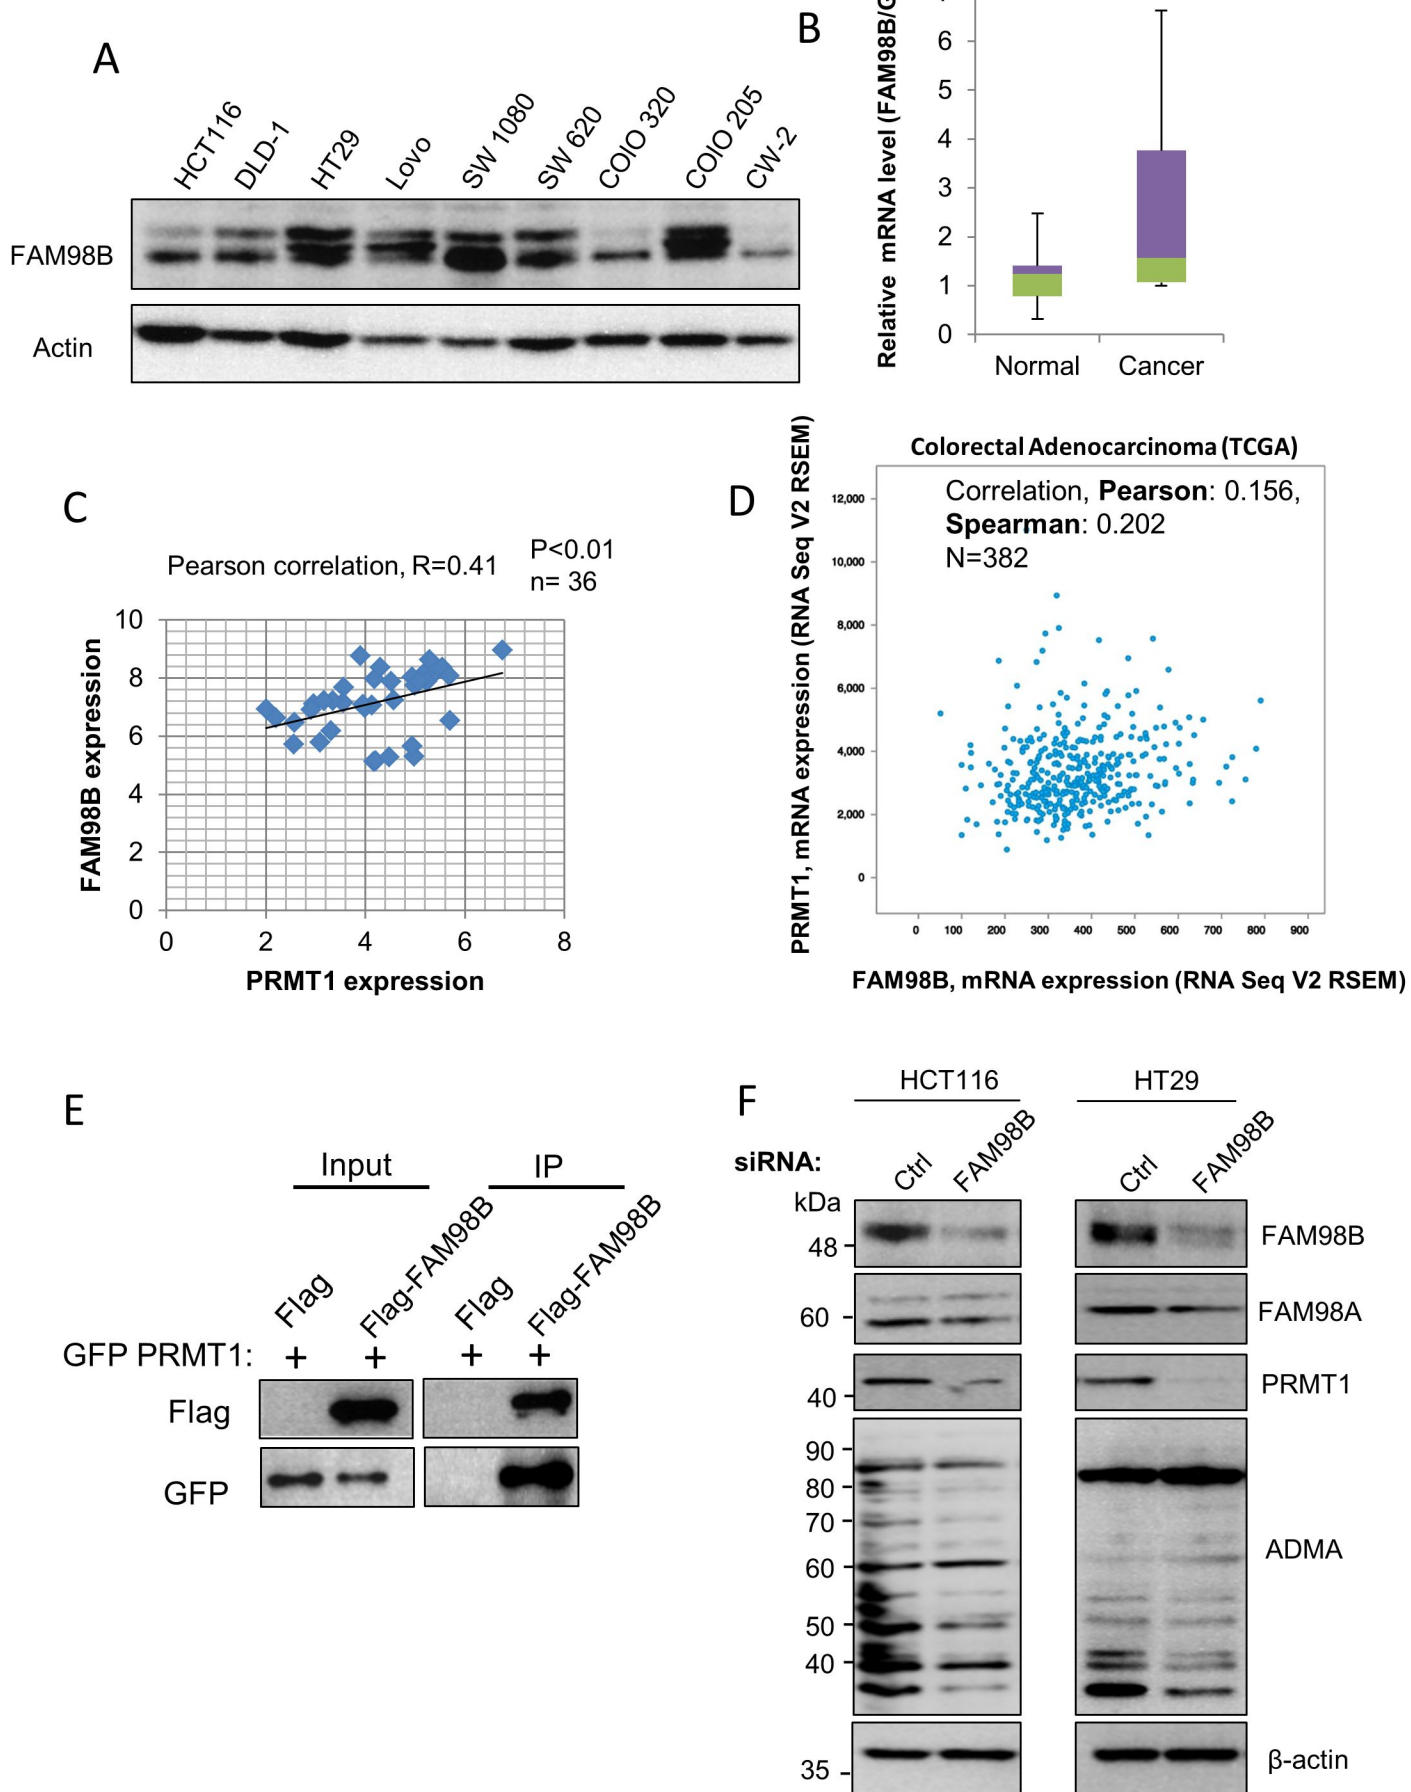 A
HCT116
DLD-1
HT29
Lovo
SW 1080
SW 620
COlO 320
COlO 205
CW-2
FAM98B
Actin
B
Relative mRNA level (FAM98B/G
6
5
4
3
2
1
0
Normal
Cancer
C
Pearson correlation, R=0.41
P<0.01
n= 36
FAM98B expression
10
8
6
4
2
0
0 2 4 6 8
PRMT1 expression
D
Colorectal Adenocarcinoma (TCGA)
Correlation, Pearson: 0.156,
Spearman: 0.202
N=382
PRMT1, mRNA expression (RNA Seq V2 RSEM)
12,000
10,000
8,000
6,000
4,000
2,000
0
0 100 200 300 400 500 600 700 800 900
FAM98B, mRNA expression (RNA Seq V2 RSEM)
E
Input
IP
Flag
Flag-FAM98B
Flag
Flag-FAM98B
GFP PRMT1: + + + +
Flag
GFP
F
HCT116
HT29
siRNA:
Ctrl
FAM98B
Ctrl
FAM98B
kDa
48
FAM98B
60
FAM98A
40
PRMT1
90
80
70
60
50
40
ADMA
35
β-actin